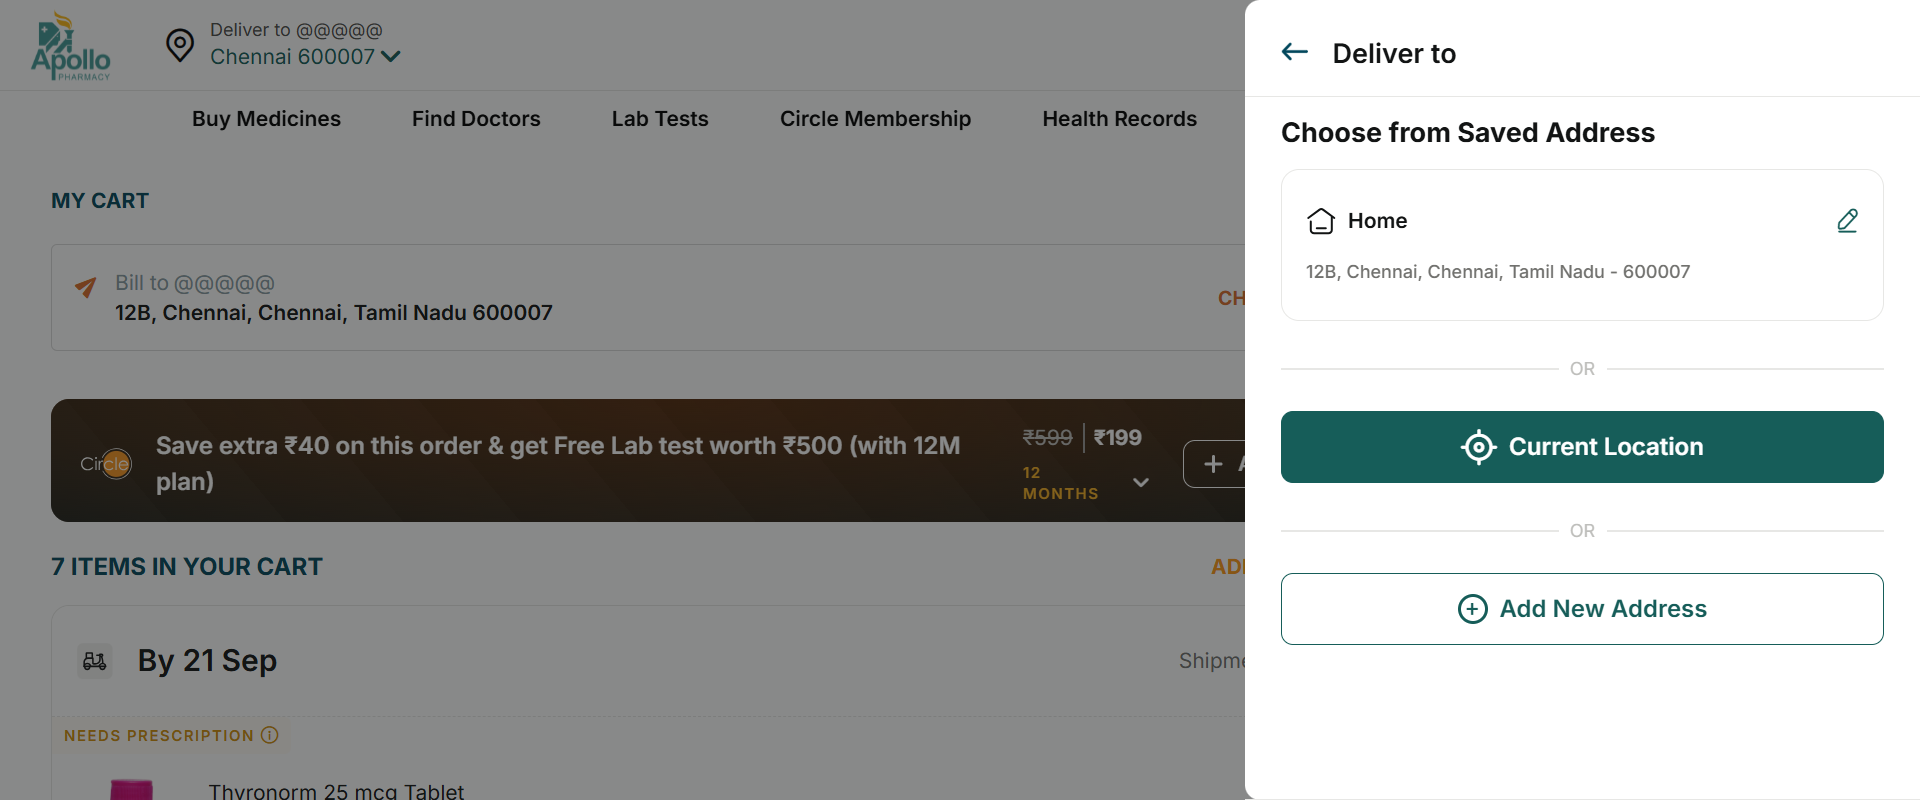 Apollo
PHARMACY
Deliver to @@@@@
Chennai 600007
Buy Medicines
Find Doctors
Lab Tests
Circle Membership
Health Records
MY CART
Bill to @@@@@
12B, Chennai, Chennai, Tamil Nadu 600007
CH
Circle
Save extra ₹40 on this order & get Free Lab test worth ₹500 (with 12M
plan)
₹599 ₹199
12
MONTHS
7 ITEMS IN YOUR CART
By 21 Sep
NEEDS PRESCRIPTION
Thyronorm 25 mcg Tablet
Deliver to
Choose from Saved Address
Home
12B, Chennai, Chennai, Tamil Nadu - 600007
OR
Current Location
OR
Add New Address